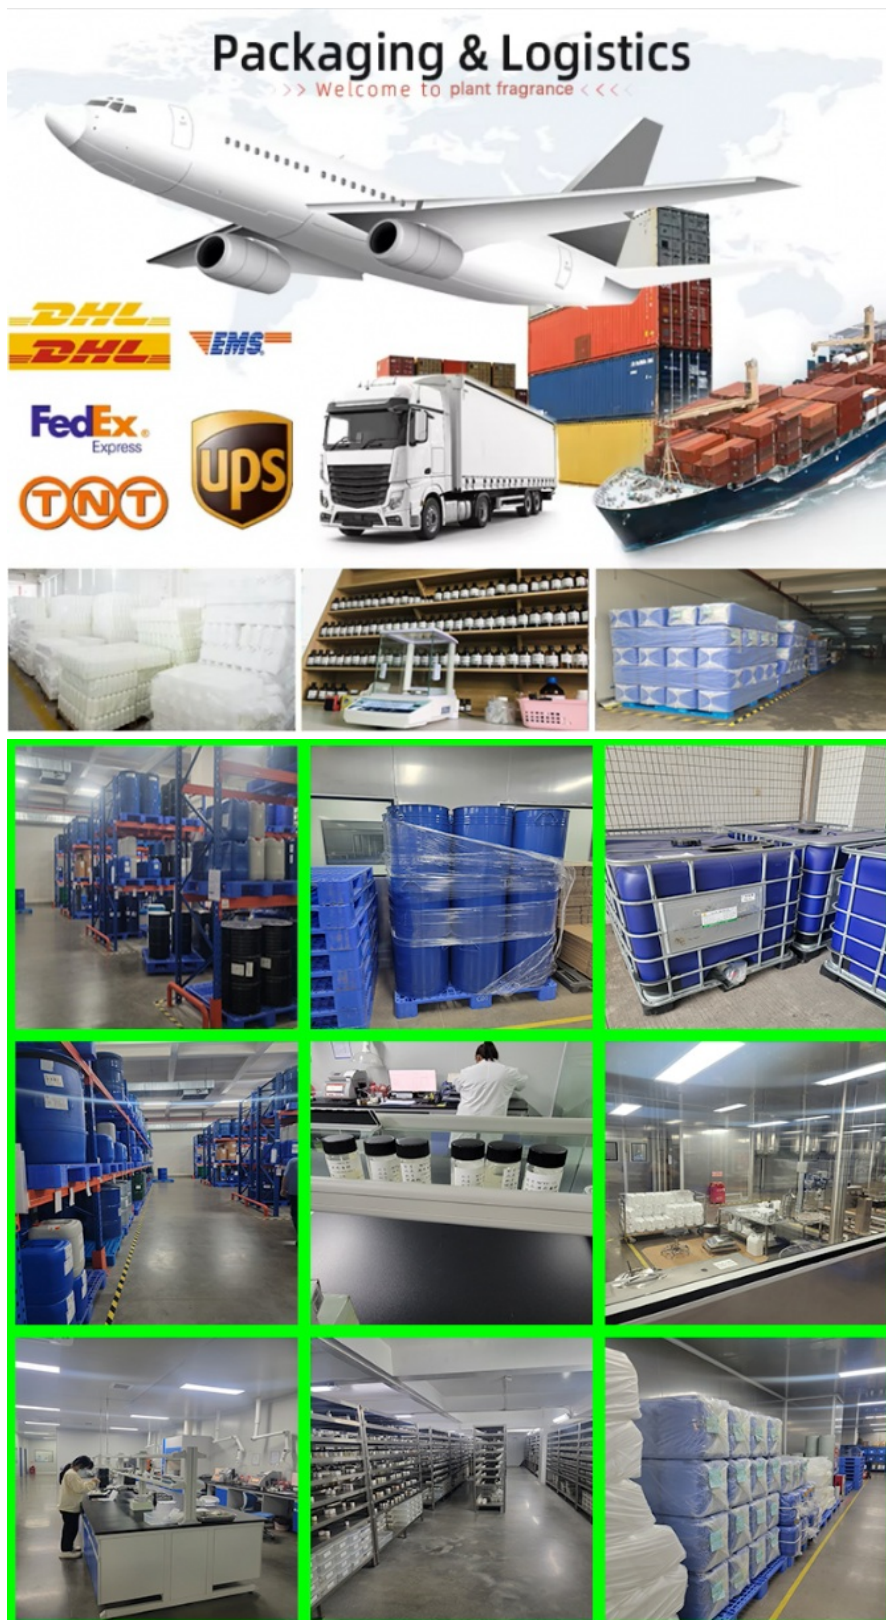 Packaging & Logistics
>> Welcome to plant fragrance <<<
DHL
DHL
EMS
FedEx
Express
UPS
TNT